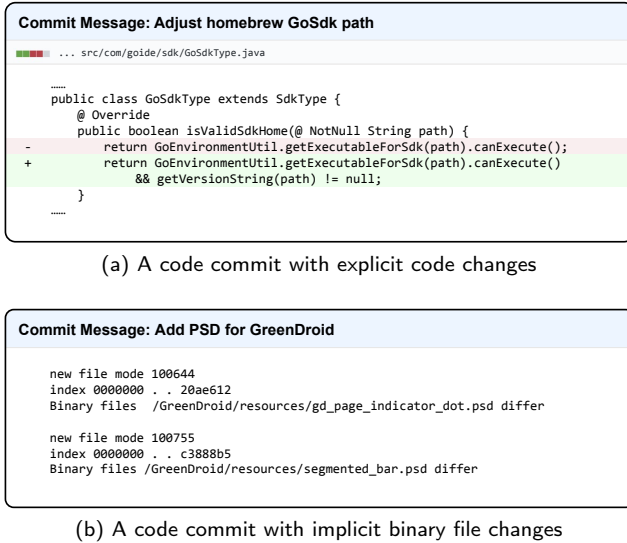 Commit Message: Adjust homebrew GoSdk path
... src/com/goide/sdk/GoSdkType.java
......
public class GoSdkType extends SdkType {
@ Override
public boolean isValidSdkHome(@ NotNull String path) {
- return GoEnvironmentUtil.getExecutableForSdk(path).canExecute();
+ return GoEnvironmentUtil.getExecutableForSdk(path).canExecute()
&& getVersionString(path) != null;
}
......
(a) A code commit with explicit code changes
Commit Message: Add PSD for GreenDroid
new file mode 100644
index 0000000 . . 20ae612
Binary files /GreenDroid/resources/gd_page_indicator_dot.psd differ
new file mode 100755
index 0000000 . . c3888b5
Binary files /GreenDroid/resources/segmented_bar.psd differ
(b) A code commit with implicit binary file changes